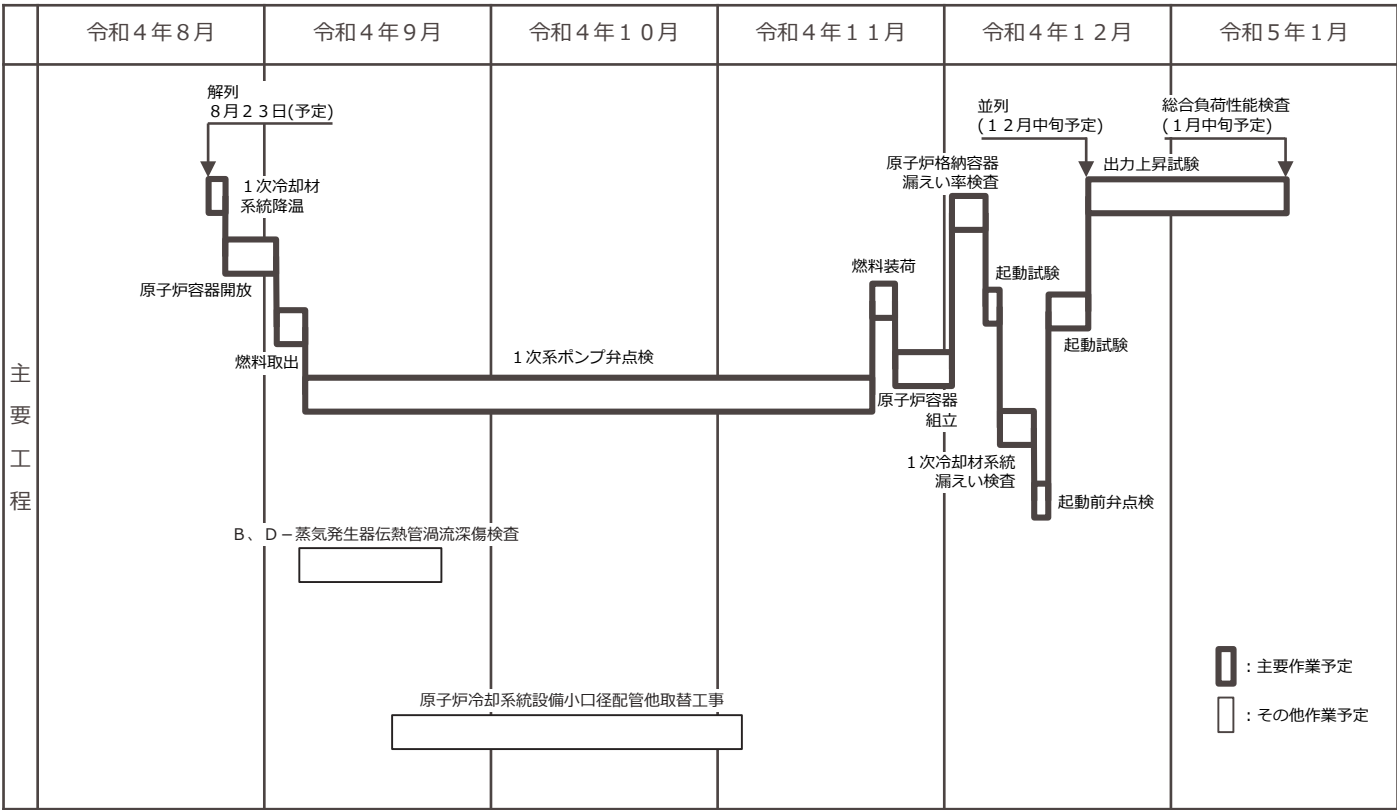 令和４年８月
令和４年９月
令和４年１０月
令和４年１１月
令和４年１２月
令和５年１月
主要工程
解列
８月２３日(予定)
１次冷却材
系統降温
原子炉容器開放
燃料取出
１次系ポンプ弁点検
燃料装荷
原子炉容器
組立
原子炉格納容器
漏えい率検査
起動試験
１次冷却材系統
漏えい検査
起動前弁点検
起動試験
並列
(１２月中旬予定)
出力上昇試験
総合負荷性能検査
(１月中旬予定)
Ｂ、Ｄ－蒸気発生器伝熱管渦流深傷検査
原子炉冷却系統設備小口径配管他取替工事
：主要作業予定
：その他作業予定